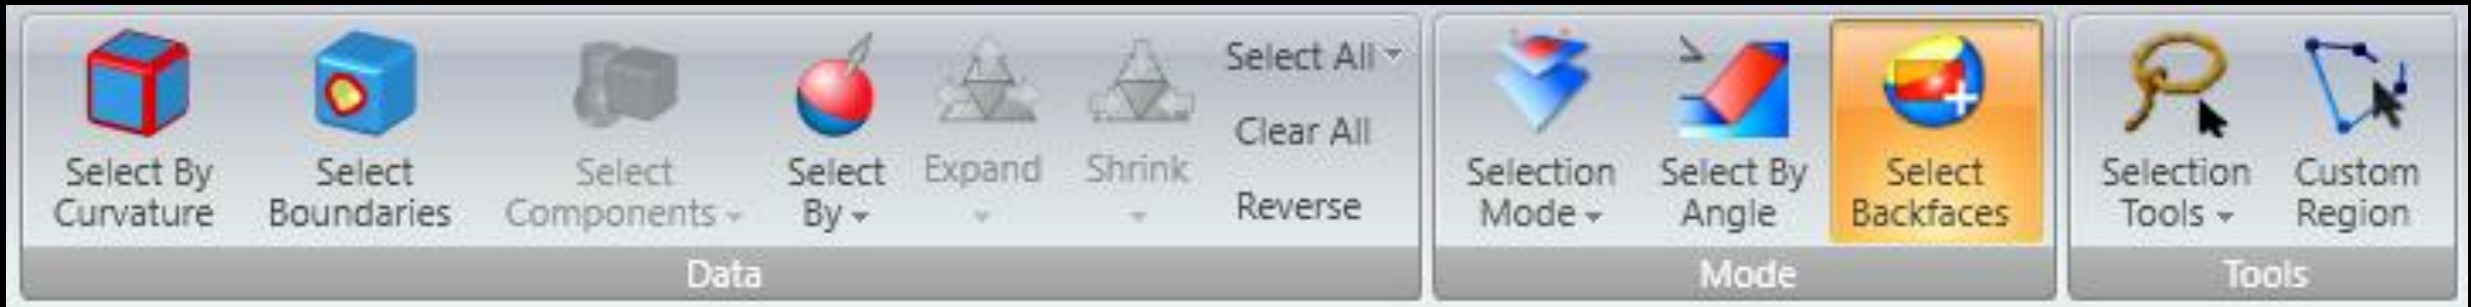 Select By
Curvature
Select
Boundaries
Select
Components
Select
By
Expand
Shrink
Select All
Clear All
Reverse
Data
Selection
Mode
Select By
Angle
Select
Backfaces
Mode
Selection
Tools
Custom
Region
Tools